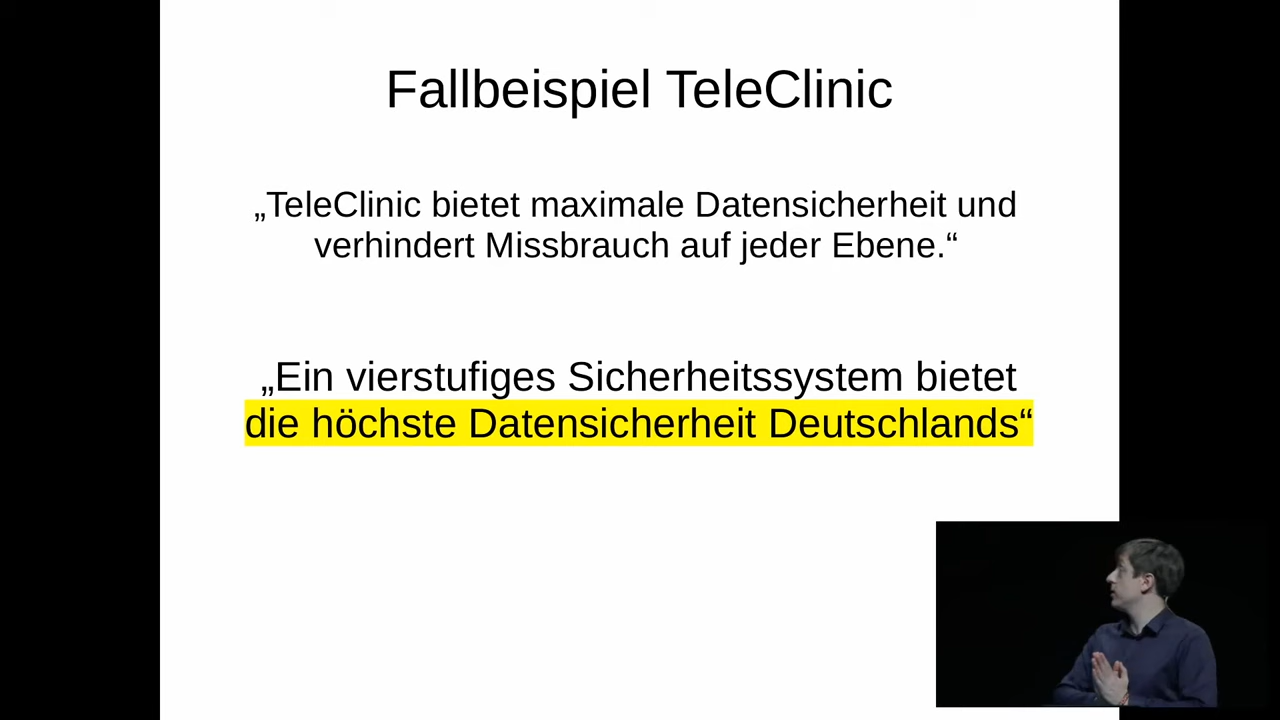 Fallbeispiel TeleClinic
„TeleClinic bietet maximale Datensicherheit und
verhindert Missbrauch auf jeder Ebene.“
„Ein vierstufiges Sicherheitssystem bietet
die höchste Datensicherheit Deutschlands“